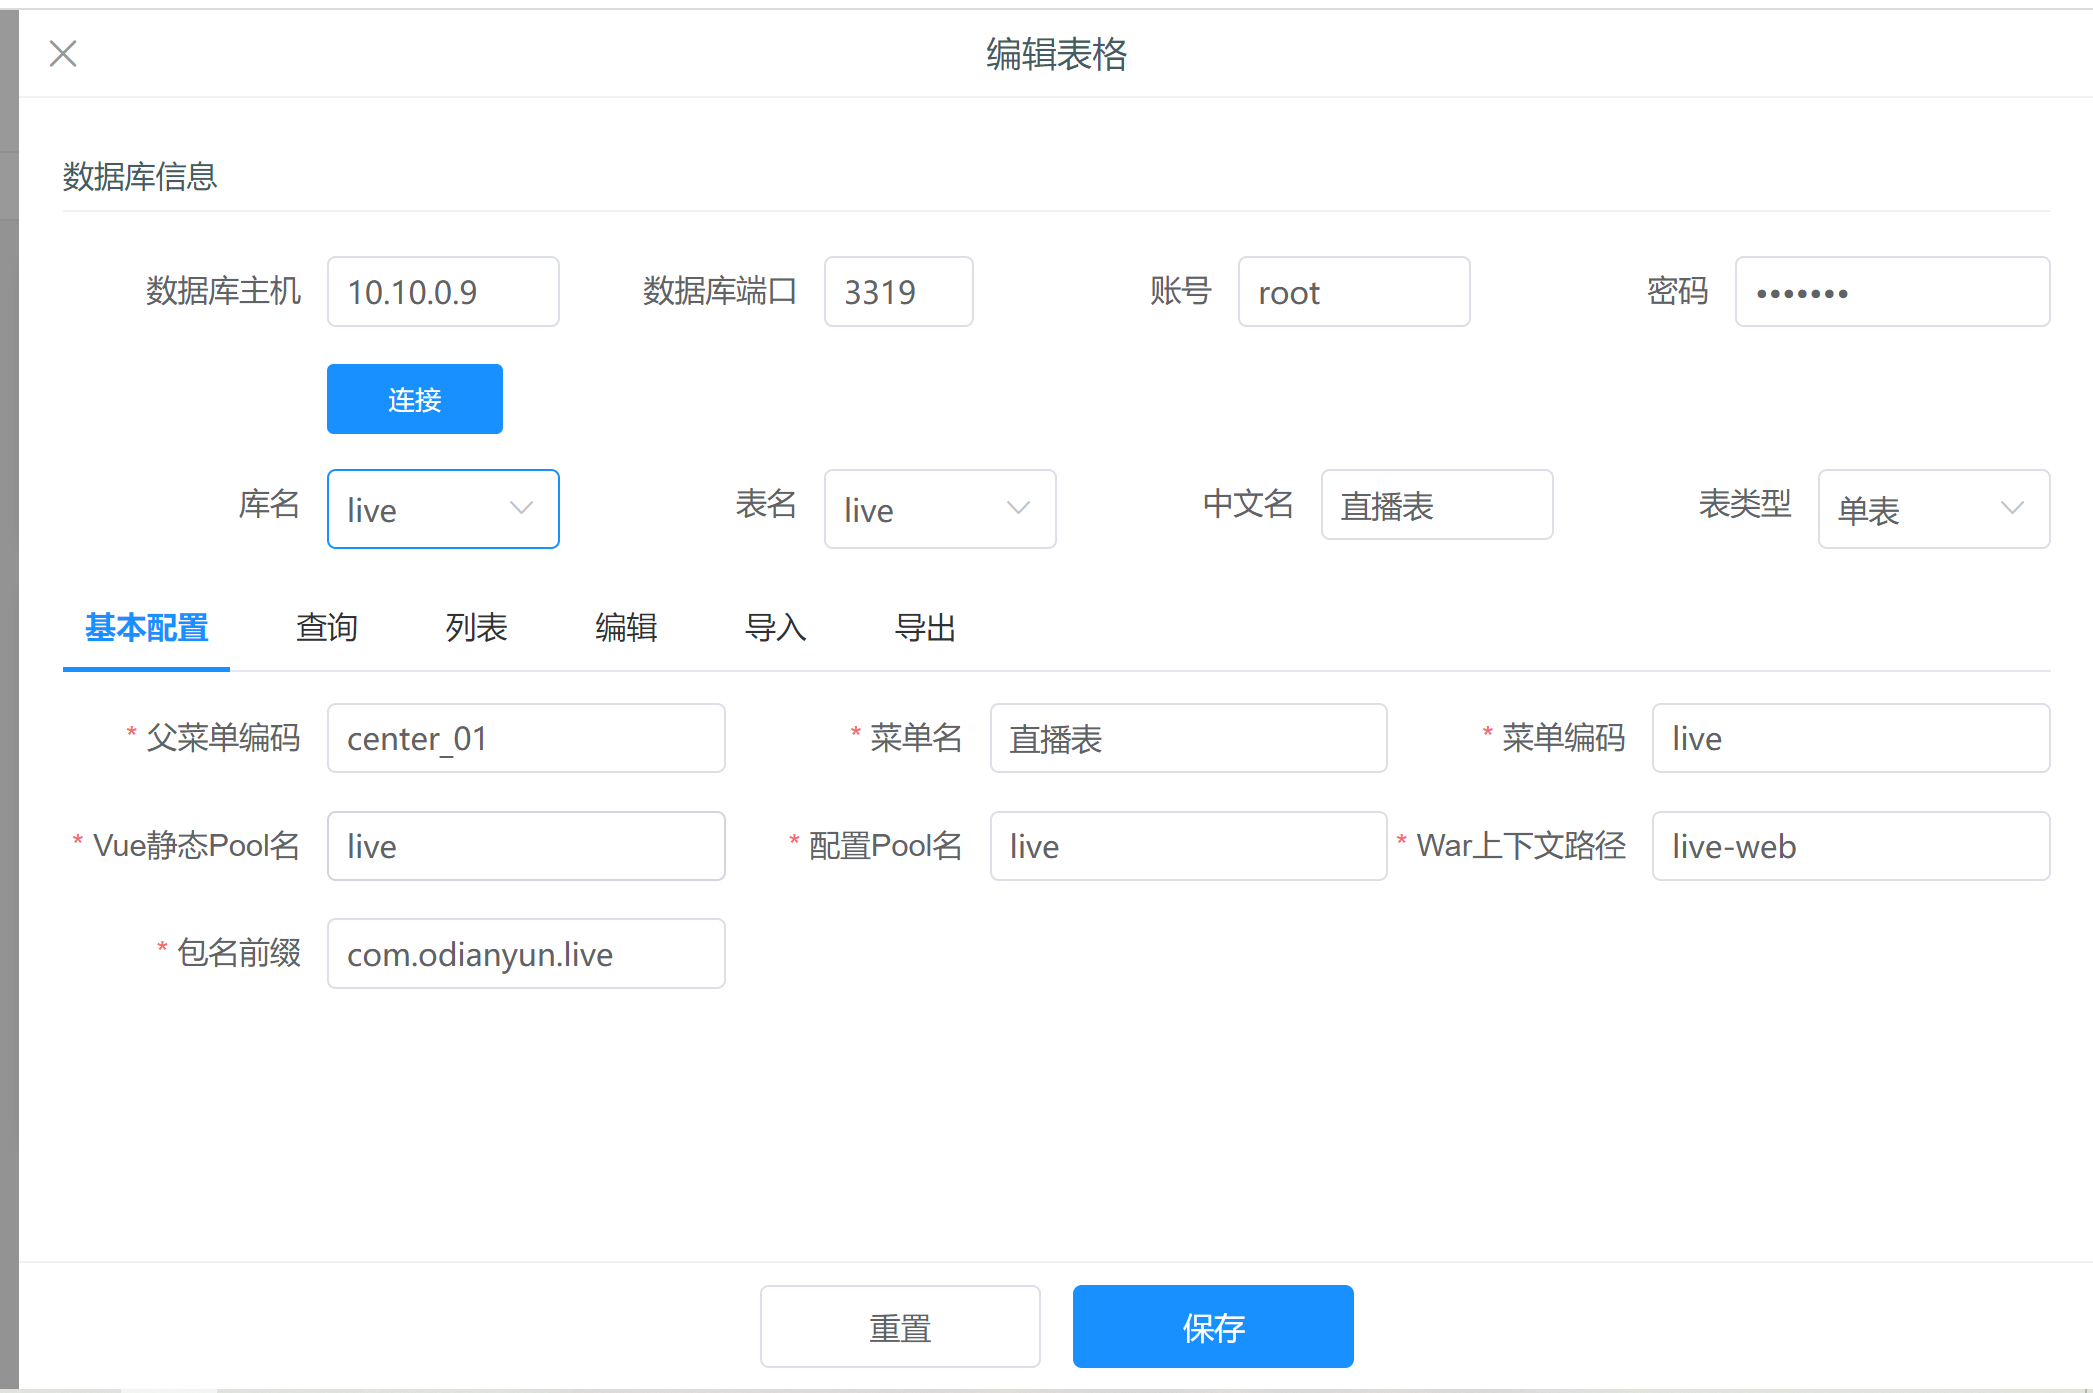 编辑表格
数据库信息
数据库主机 10.10.0.9 数据库端口 3319 账号 root 密码 •••••••
连接
库名 live 表名 live 中文名 直播表 表类型 单表
基本配置 查询 列表 编辑 导入 导出
* 父菜单编码 center_01 * 菜单名 直播表 * 菜单编码 live
* Vue静态Pool名 live * 配置Pool名 live * War上下文路径 live-web
* 包名前缀 com.odianyun.live
重置 保存